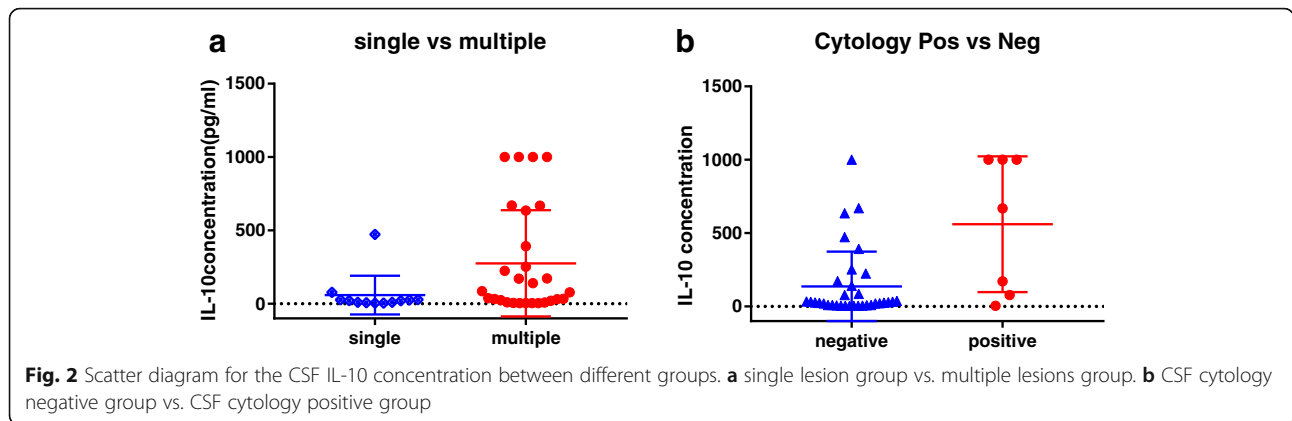 a single vs multiple
IL-10concentration(pg/ml)
1500
1000
500
0
single multiple
b Cytology Pos vs Neg
IL-10 concentration
1500
1000
500
0
negative positive
Fig. 2 Scatter diagram for the CSF IL-10 concentration between different groups. a single lesion group vs. multiple lesions group. b CSF cytology
negative group vs. CSF cytology positive group